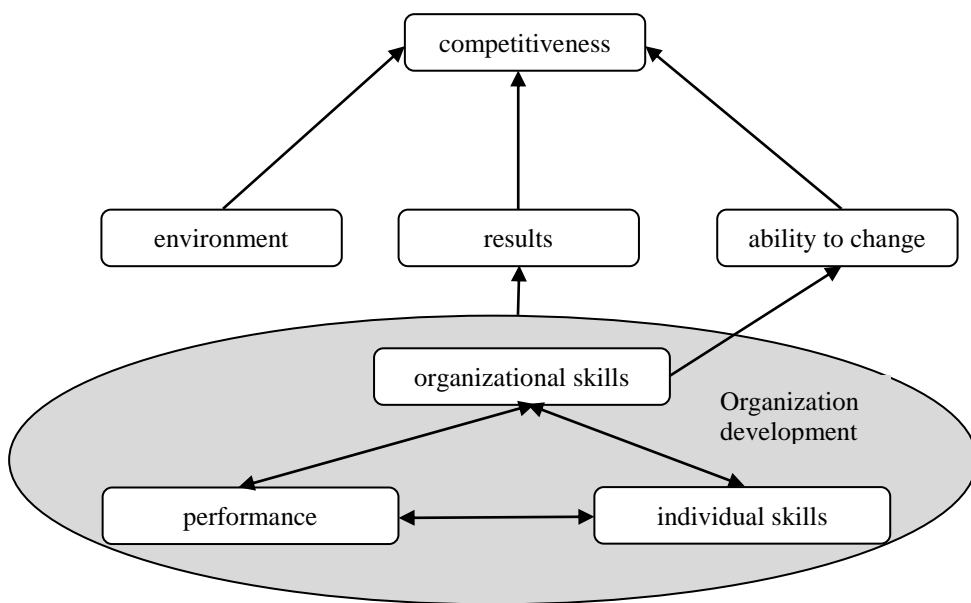 competitiveness
environment
results
ability to change
organizational skills
Organization
development
performance
individual skills